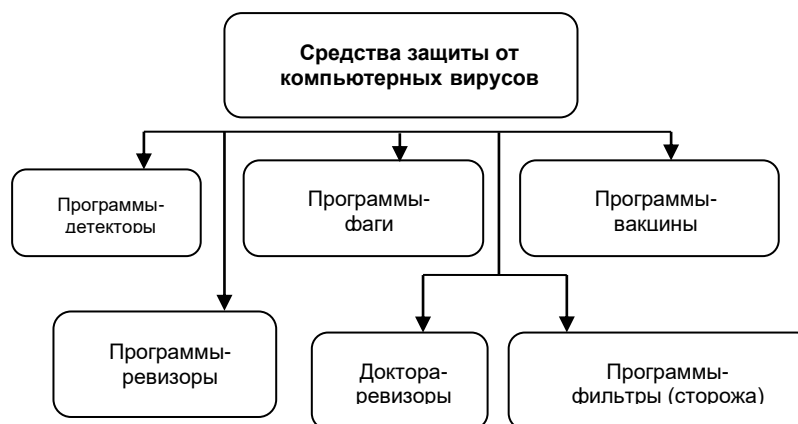 Средства защиты от
компьютерных вирусов
Программы-
детекторы
Программы-
фаги
Программы-
вакцины
Программы-
ревизоры
Доктора-
ревизоры
Программы-
фильтры (сторожа)